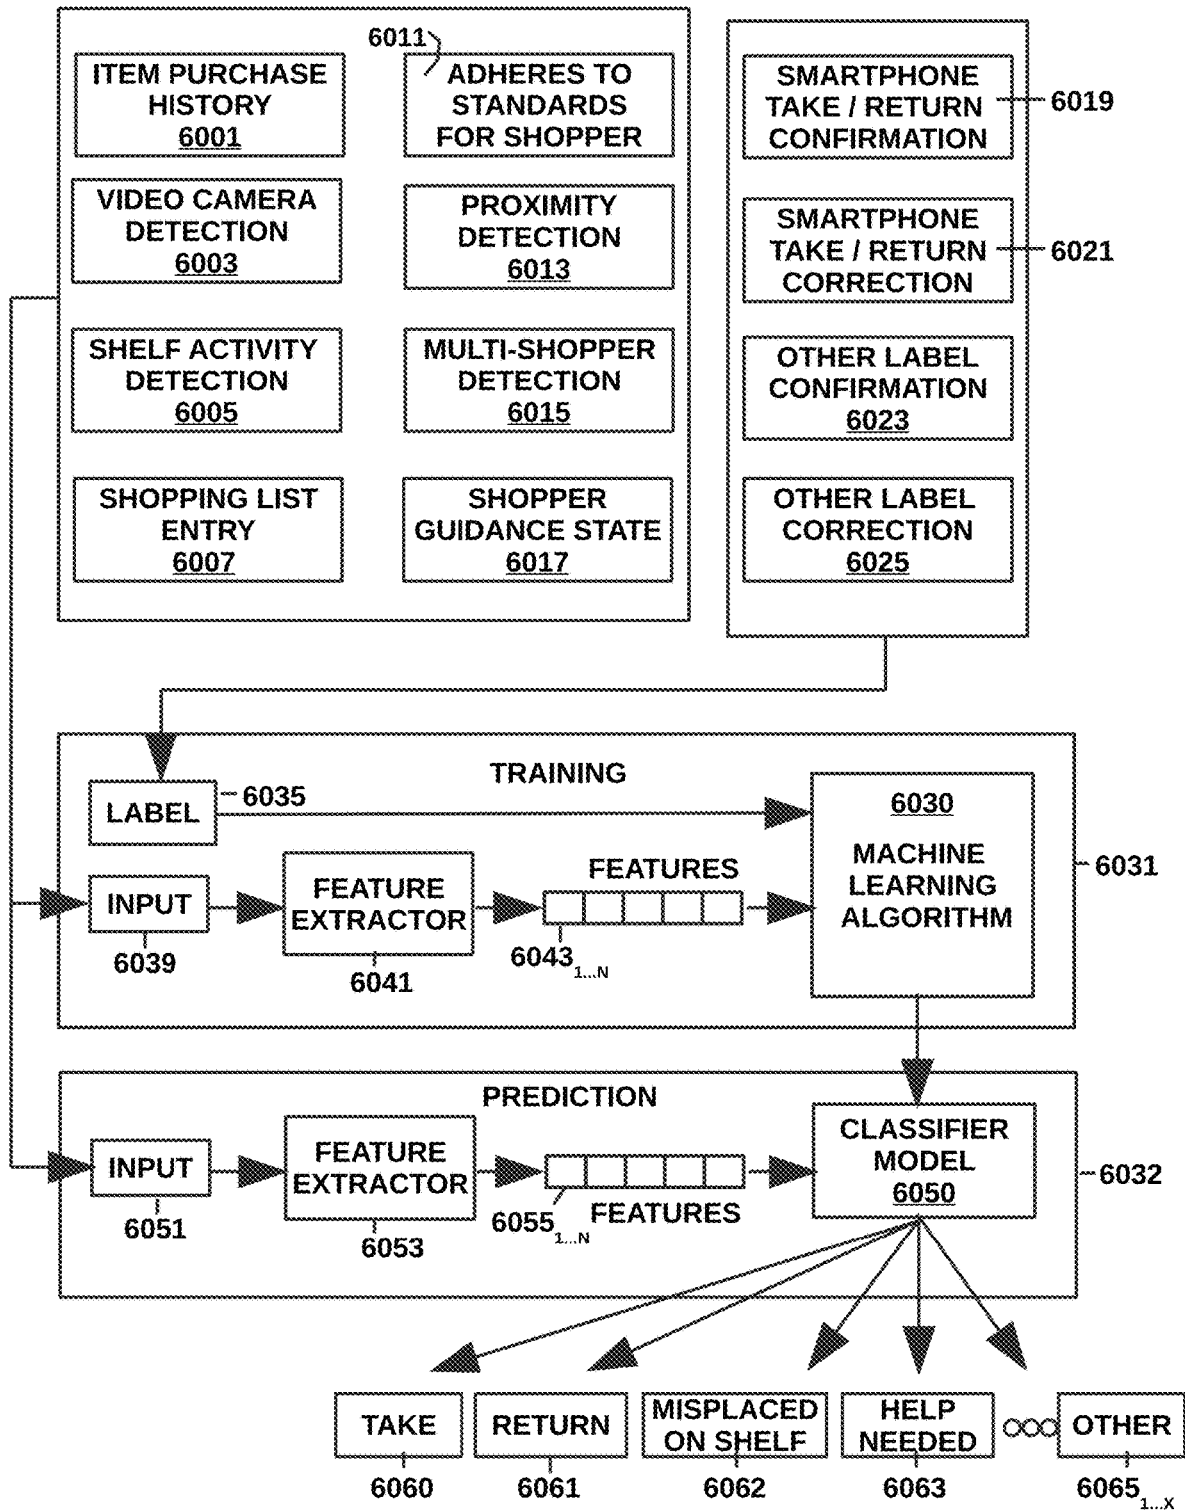 6011
ITEM PURCHASE
HISTORY
6001
ADHERES TO
STANDARDS
FOR SHOPPER
VIDEO CAMERA
DETECTION
6003
PROXIMITY
DETECTION
6013
SHELF ACTIVITY
DETECTION
6005
MULTI-SHOPPER
DETECTION
6015
SHOPPING LIST
ENTRY
6007
SHOPPER
GUIDANCE STATE
6017
SMARTPHONE
TAKE / RETURN
CONFIRMATION
6019
SMARTPHONE
TAKE / RETURN
CORRECTION
6021
OTHER LABEL
CONFIRMATION
6023
OTHER LABEL
CORRECTION
6025
TRAINING
LABEL
6035
6030
MACHINE
LEARNING
ALGORITHM
6031
INPUT
6039
FEATURE
EXTRACTOR
6041
FEATURES
6043 1...N
PREDICTION
INPUT
6051
FEATURE
EXTRACTOR
6053
6055 1...N
FEATURES
CLASSIFIER
MODEL
6050
6032
TAKE
6060
RETURN
6061
MISPLACED
ON SHELF
6062
HELP
NEEDED
6063
OTHER
6065 1...X